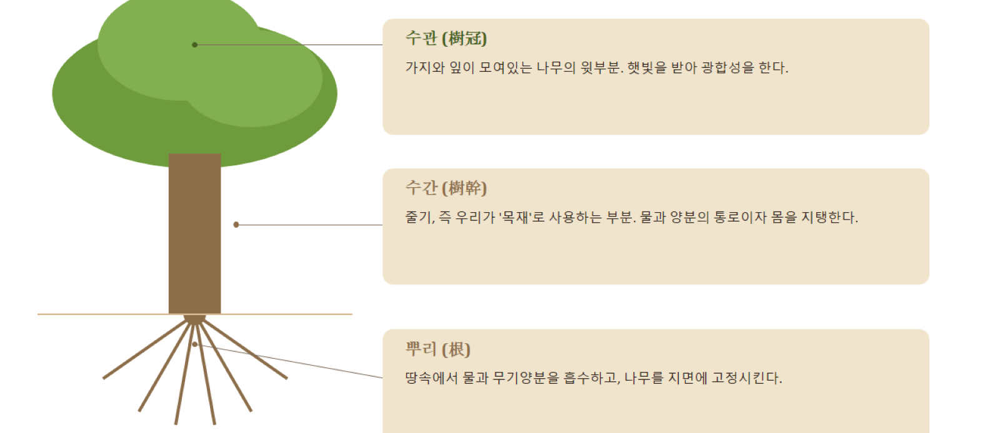 수관 (樹冠)
가지와 잎이 모여있는 나무의 윗부분. 햇빛을 받아 광합성을 한다.
수간 (樹幹)
줄기, 즉 우리가 '목재'로 사용하는 부분. 물과 양분의 통로이자 몸을 지탱한다.
뿌리 (根)
땅속에서 물과 무기양분을 흡수하고, 나무를 지면에 고정시킨다.